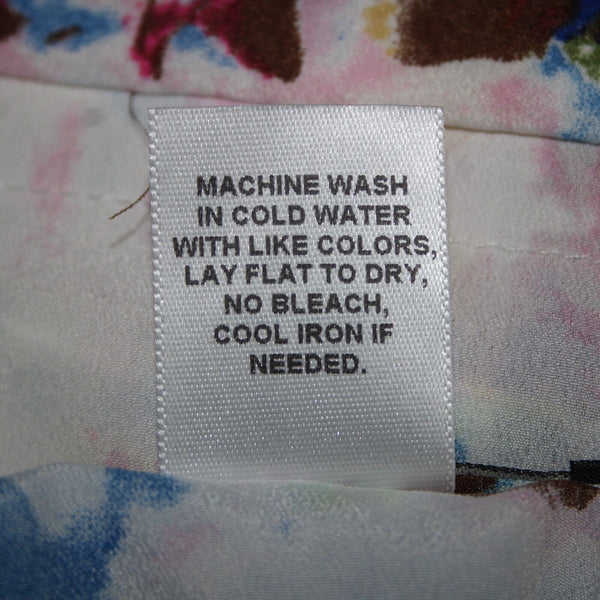 MACHINE WASH
IN COLD WATER
WITH LIKE COLORS,
LAY FLAT TO DRY,
NO BLEACH,
COOL IRON IF
NEEDED.